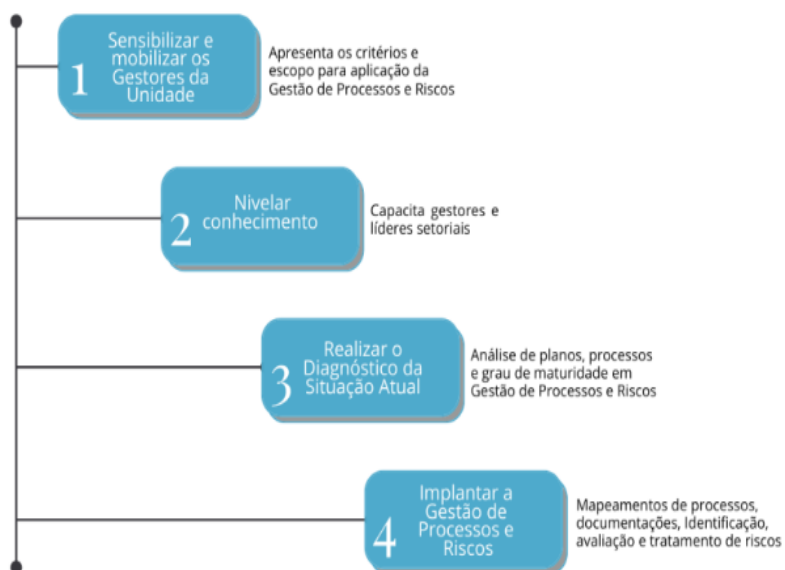 Sensibilizar e
mobilizar os
Gestores da
Unidade
1
Apresenta os critérios e
escopo para aplicação da
Gestão de Processos e Riscos
Nivelar
conhecimento
2
Capacita gestores e
líderes setoriais
Realizar o
Diagnóstico da
Situação Atual
3
Análise de planos, processos
e grau de maturidade em
Gestão de Processos e Riscos
Implantar a
Gestão de
Processos e
Riscos
4
Mapeamentos de processos,
documentações, Identificação,
avaliação e tratamento de riscos